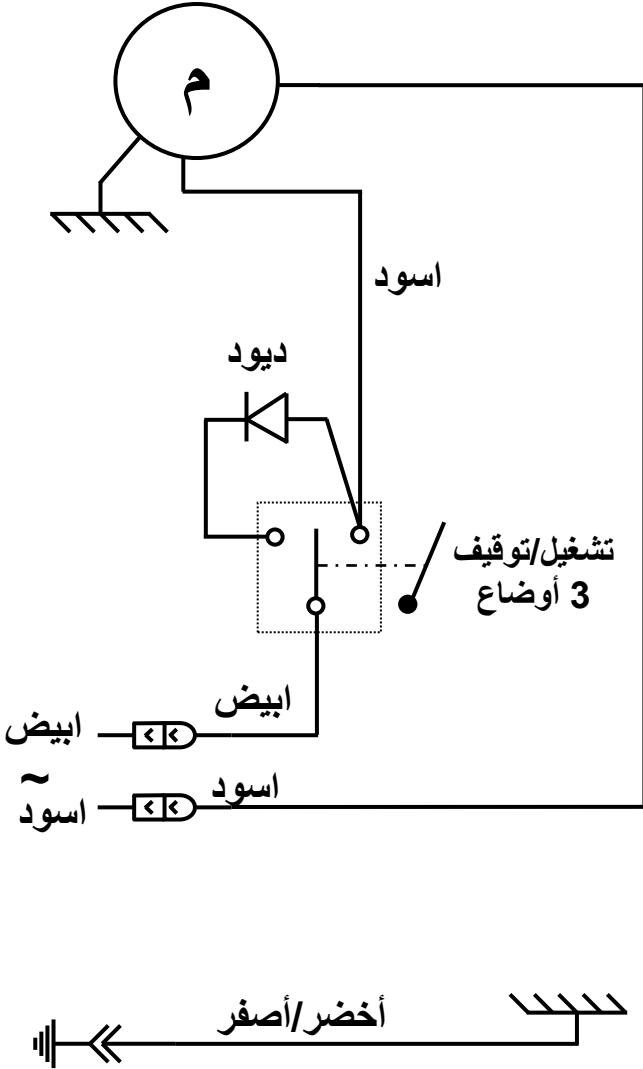 م
اسود
ديود
تشغيل/توقيف
3 أوضاع
ابيض
ابيض
~
اسود
اسود
أخضر/أصفر